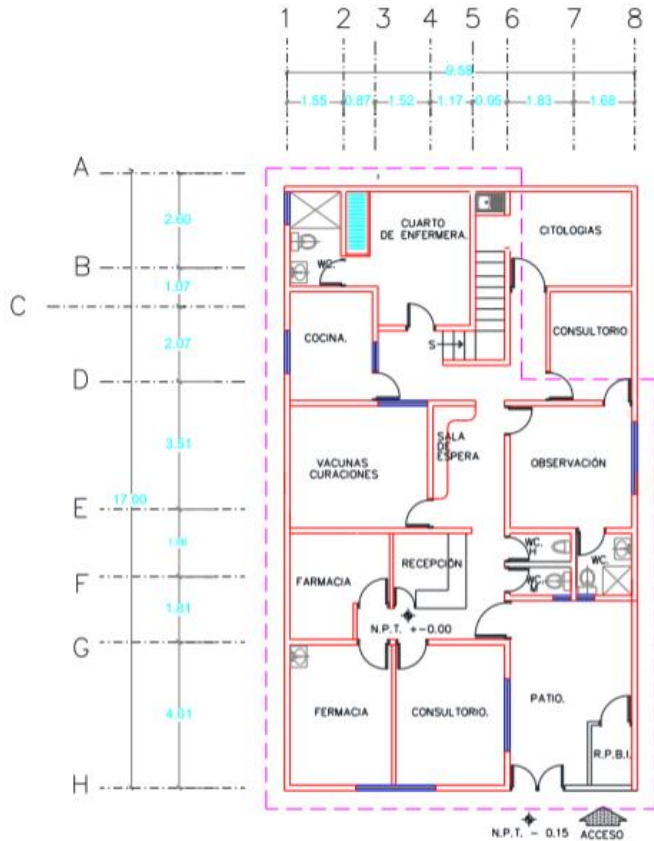 1 2 3 4 5 6 7 8
9.58
1.55 0.87 1.52 1.17 0.95 1.83 1.68
A
2.60
CUARTO
DE ENFERMERA.
CITOLOGIAS
B
WC.
1.07
C
COCINA.
CONSULTORIO
2.07
S
D
3.51
SALA
DE
ESPERA
VACUNAS
CURACIONES
OBSERVACIÓN
17.00
E
WC.
H
WC.
RECEPCIÓN
F
FARMACIA
WC.
M
1.81
N.P.T. +-0.00
G
FERMACIA
CONSULTORIO.
PATIO.
4.01
R.P.B.I.
H
N.P.T. - 0.15
ACCESO